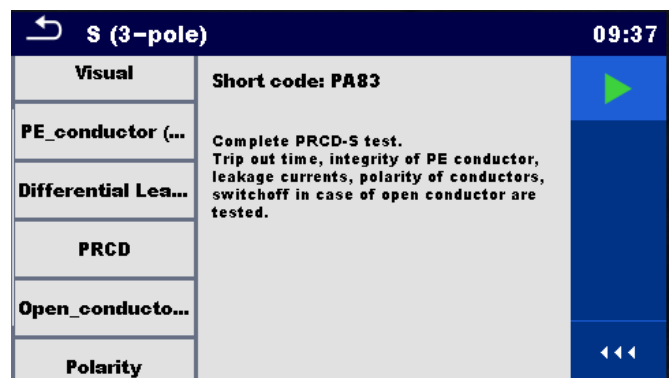 S (3-pole)
09:37
Visual
PE_conductor (...
Differential Lea...
PRCD
Open_conducto...
Polarity
Short code: PA83
Complete PRCD-S test.
Trip out time, integrity of PE conductor,
leakage currents, polarity of conductors,
switchoff in case of open conductor are
tested.